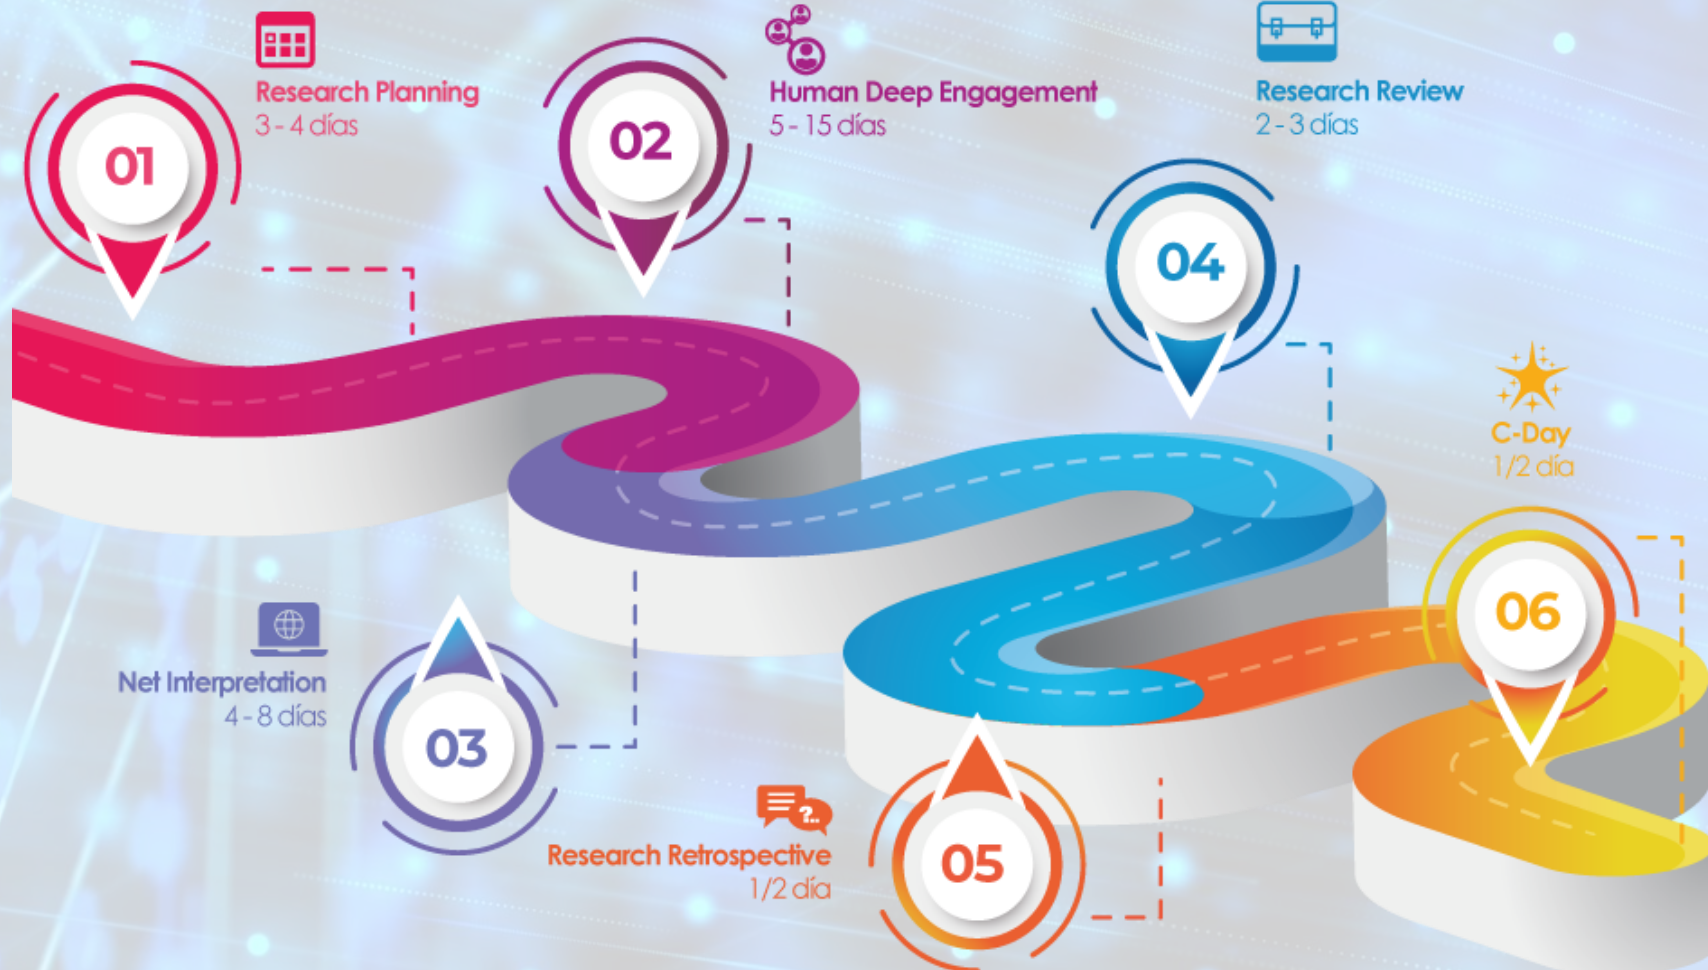 01
Research Planning
3 - 4 días
02
Human Deep Engagement
5 - 15 días
03
Net Interpretation
4 - 8 días
04
Research Review
2 - 3 días
05
Research Retrospective
1/2 día
?..
06
C-Day
1/2 día